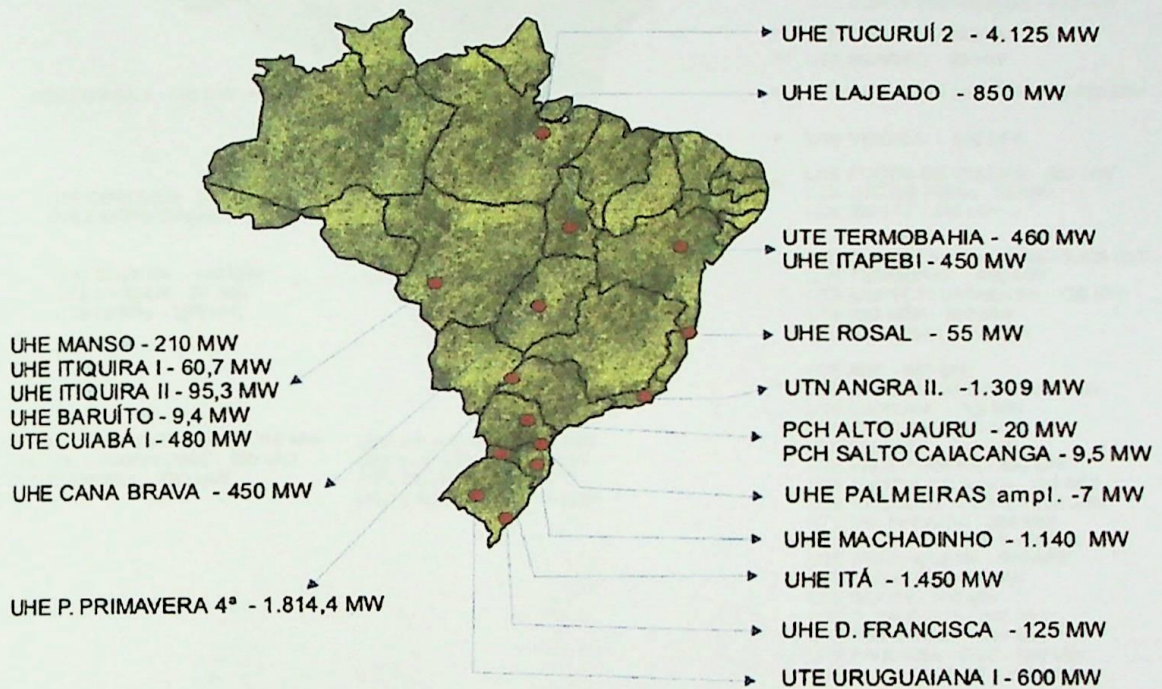 UHE TUCURUÍ 2 - 4.125 MW
UHE LAJEADO - 850 MW
UTE TERMOBAHIA - 460 MW
UHE ITAPEBI - 450 MW
UHE ROSAL - 55 MW
UTN ANGRA II. -1.309 MW
PCH ALTO JAURU - 20 MW
PCH SALTO CAIACANGA - 9,5 MW
UHE PALMEIRAS ampl. -7 MW
UHE MACHADINHO - 1.140 MW
UHE ITÁ - 1.450 MW
UHE D. FRANCISCA - 125 MW
UTE URUGUAIANA I - 600 MW
UHE MANSO - 210 MW
UHE ITIQUIRA I - 60,7 MW
UHE ITIQUIRA II - 95,3 MW
UHE BARUÍTO - 9,4 MW
UTE CUIABÁ I - 480 MW
UHE CANA BRAVA - 450 MW
UHE P. PRIMAVERA 4ª - 1.814,4 MW